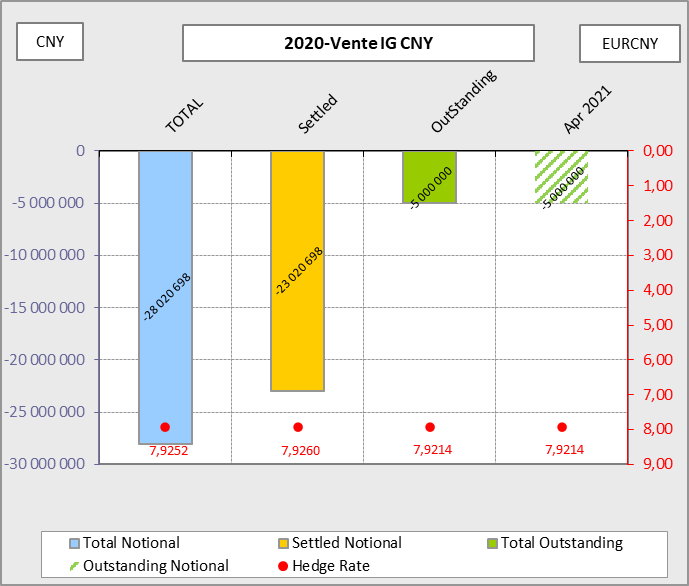 CNY
2020-Vente IG CNY
EURCNY
TOTAL
Settled
OutStanding
Apr 2021
0
-5 000 000
-10 000 000
-15 000 000
-20 000 000
-25 000 000
-30 000 000
0,00
1,00
2,00
3,00
4,00
5,00
6,00
7,00
8,00
9,00
-28 020 698
-23 020 698
-5 000 000
-5 000 000
7,9252
7,9260
7,9214
7,9214
Total Notional
Settled Notional
Total Outstanding
Outstanding Notional
Hedge Rate